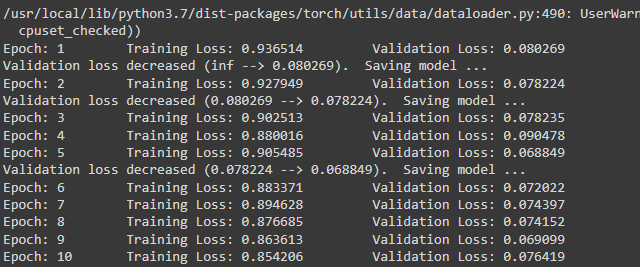 /usr/local/lib/python3.7/dist-packages/torch/utils/data/dataloader.py:490: UserWarn
cpuset_checked))
Epoch: 1 Training Loss: 0.936514 Validation Loss: 0.080269
Validation loss decreased (inf --> 0.080269). Saving model ...
Epoch: 2 Training Loss: 0.927949 Validation Loss: 0.078224
Validation loss decreased (0.080269 --> 0.078224). Saving model ...
Epoch: 3 Training Loss: 0.902513 Validation Loss: 0.078235
Epoch: 4 Training Loss: 0.880016 Validation Loss: 0.090478
Epoch: 5 Training Loss: 0.905485 Validation Loss: 0.068849
Validation loss decreased (0.078224 --> 0.068849). Saving model ...
Epoch: 6 Training Loss: 0.883371 Validation Loss: 0.072022
Epoch: 7 Training Loss: 0.894628 Validation Loss: 0.074397
Epoch: 8 Training Loss: 0.876685 Validation Loss: 0.074152
Epoch: 9 Training Loss: 0.863613 Validation Loss: 0.069099
Epoch: 10 Training Loss: 0.854206 Validation Loss: 0.076419